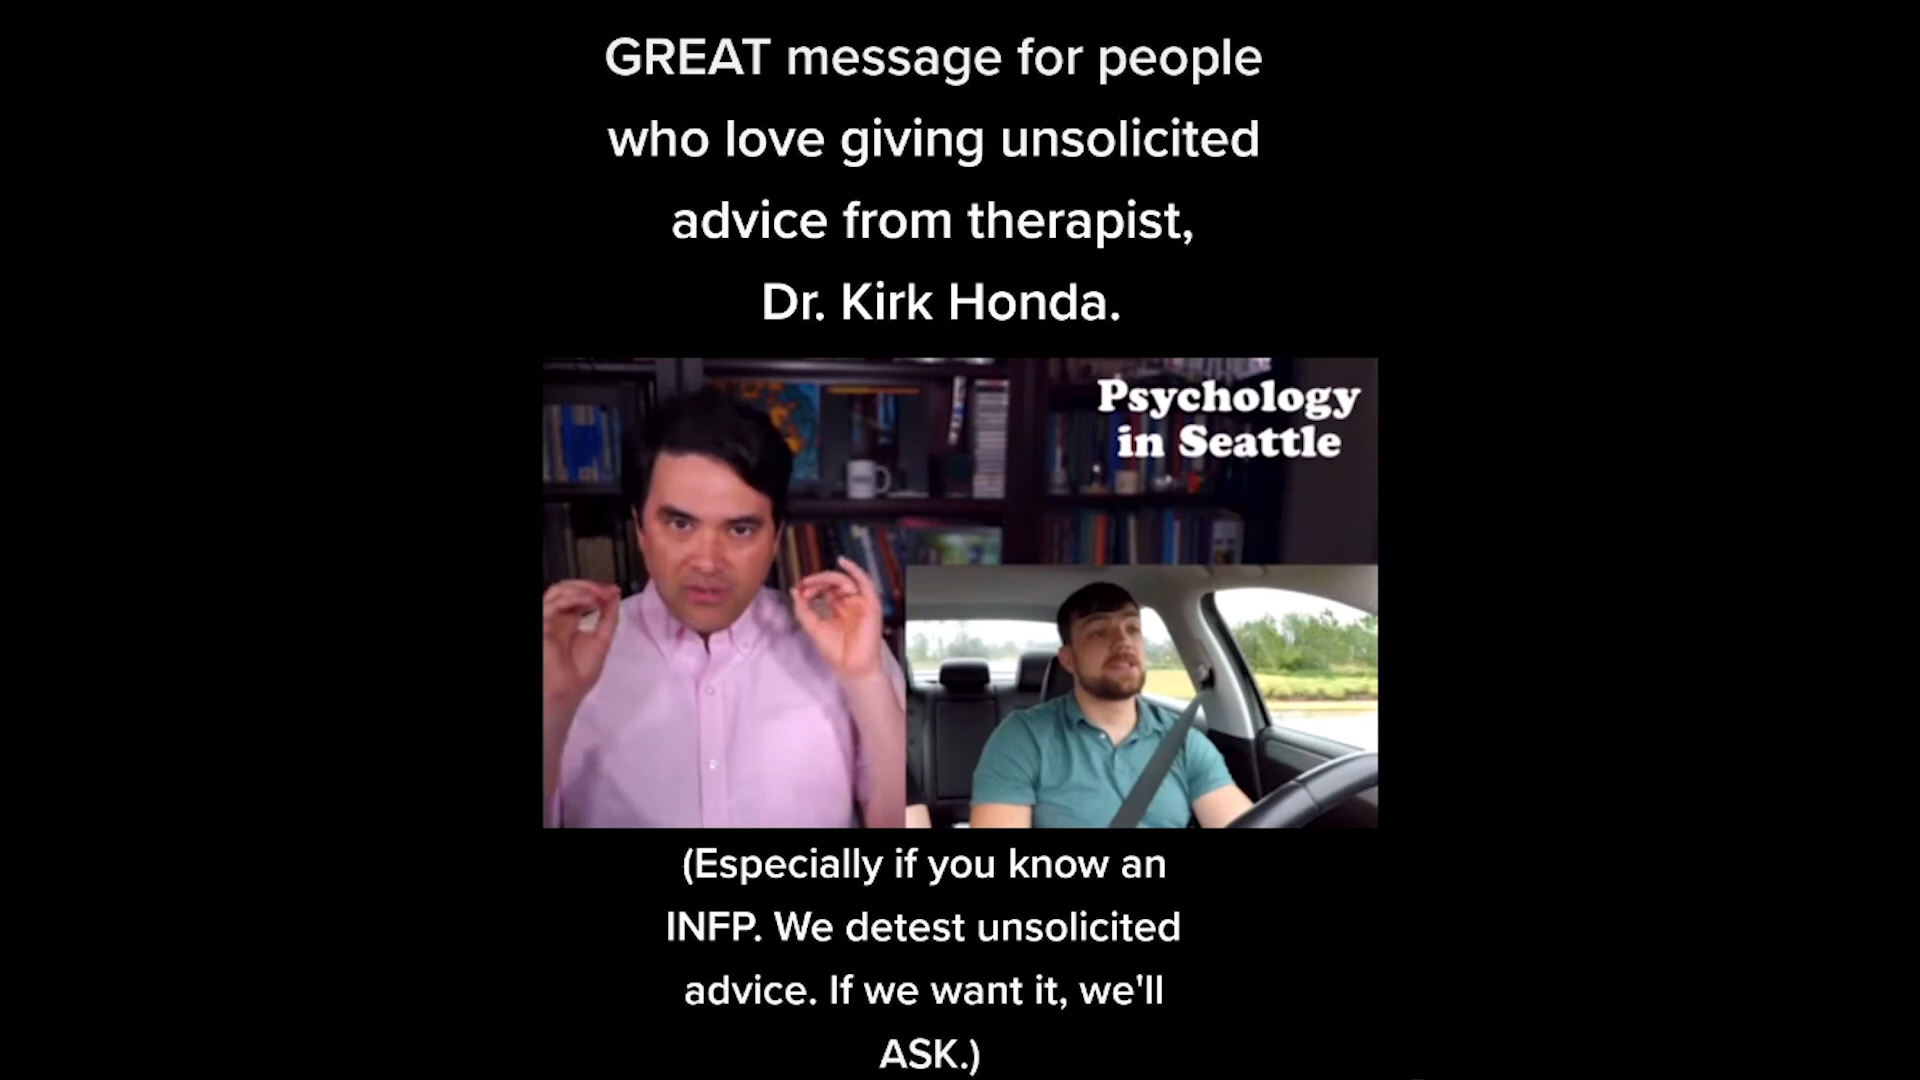 GREAT message for people
who love giving unsolicited
advice from therapist,
Dr. Kirk Honda.
Psychology
in Seattle
(Especially if you know an
INFP. We detest unsolicited
advice. If we want it, we'll
ASK.)